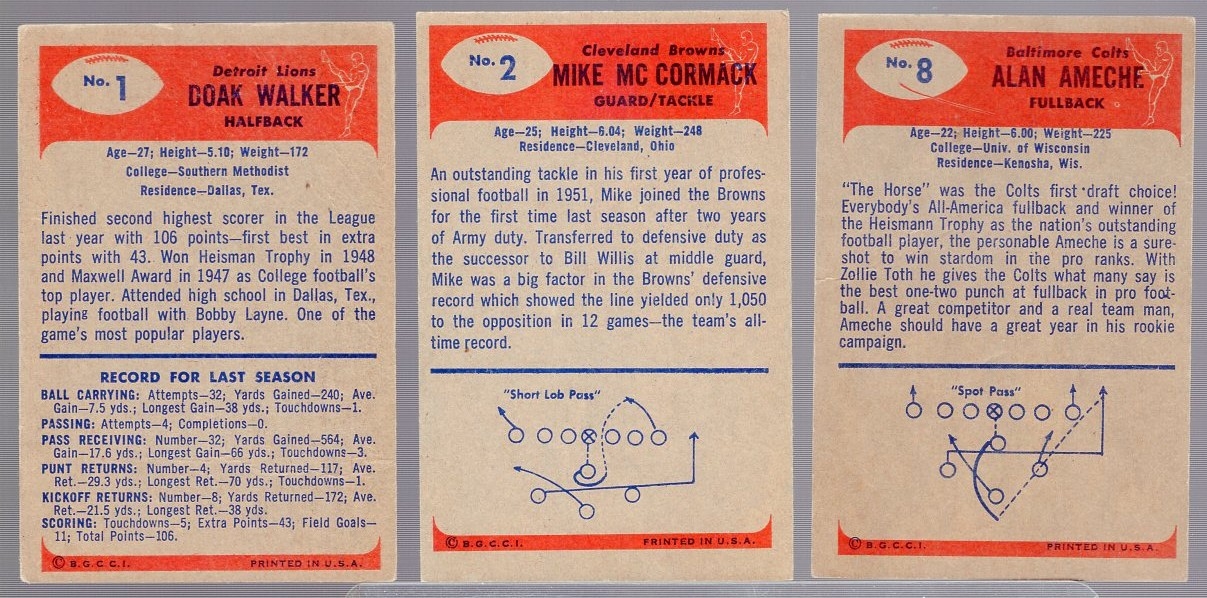 No. 1
Detroit Lions
DOAK WALKER
HALFBACK
Age—27; Height—5.10; Weight—172
College—Southern Methodist
Residence—Dallas, Tex.
Finished second highest scorer in the League
last year with 106 points—first best in extra
points with 43. Won Heisman Trophy in 1948
and Maxwell Award in 1947 as College football's
top player. Attended high school in Dallas, Tex.,
playing football with Bobby Layne. One of the
game's most popular players.
RECORD FOR LAST SEASON
BALL CARRYING: Attempts—32; Yards Gained—240; Ave.
Gain—7.5 yds.; Longest Gain—38 yds.; Touchdowns—1.
PASSING: Attempts—4; Completions—0.
PASS RECEIVING: Number—32; Yards Gained—564; Ave.
Gain—17.6 yds.; Longest Gain—66 yds.; Touchdowns—3.
PUNT RETURNS: Number—4; Yards Returned—117; Ave.
Ret.—29.3 yds.; Longest Ret.—70 yds.; Touchdowns—1.
KICKOFF RETURNS: Number—8; Yards Returned—172; Ave.
Ret.—21.5 yds.; Longest Ret.—38 yds.
SCORING: Touchdowns—5; Extra Points—43; Field Goals—
11; Total Points—106.
© B.G.C.C.I. PRINTED IN U.S.A.
No. 2
Cleveland Browns
MIKE MC CORMACK
GUARD/TACKLE
Age—25; Height—6.04; Weight—248
Residence—Cleveland, Ohio
An outstanding tackle in his first year of profes-
sional football in 1951, Mike joined the Browns
for the first time last season after two years
of Army duty. Transferred to defensive duty as
the successor to Bill Willis at middle guard,
Mike was a big factor in the Browns' defensive
record which showed the line yielded only 1,050
to the opposition in 12 games—the team's all-
time record.
"Short Lob Pass"
© B.G.C.C.I. PRINTED IN U.S.A.
No. 8
Baltimore Colts
ALAN AMECHE
FULLBACK
Age—22; Height—6.00; Weight—225
College—Univ. of Wisconsin
Residence—Kenosha, Wis.
"The Horse" was the Colts first draft choice!
Everybody's All-America fullback and winner of
the Heismann Trophy as the nation's outstanding
football player, the personable Ameche is a sure-
shot to win stardom in the pro ranks. With
Zollie Toth he gives the Colts what many say is
the best one-two punch at fullback in pro foot-
ball. A great competitor and a real team man,
Ameche should have a great year in his rookie
campaign.
"Spot Pass"
© B.G.C.C.I. PRINTED IN U.S.A.